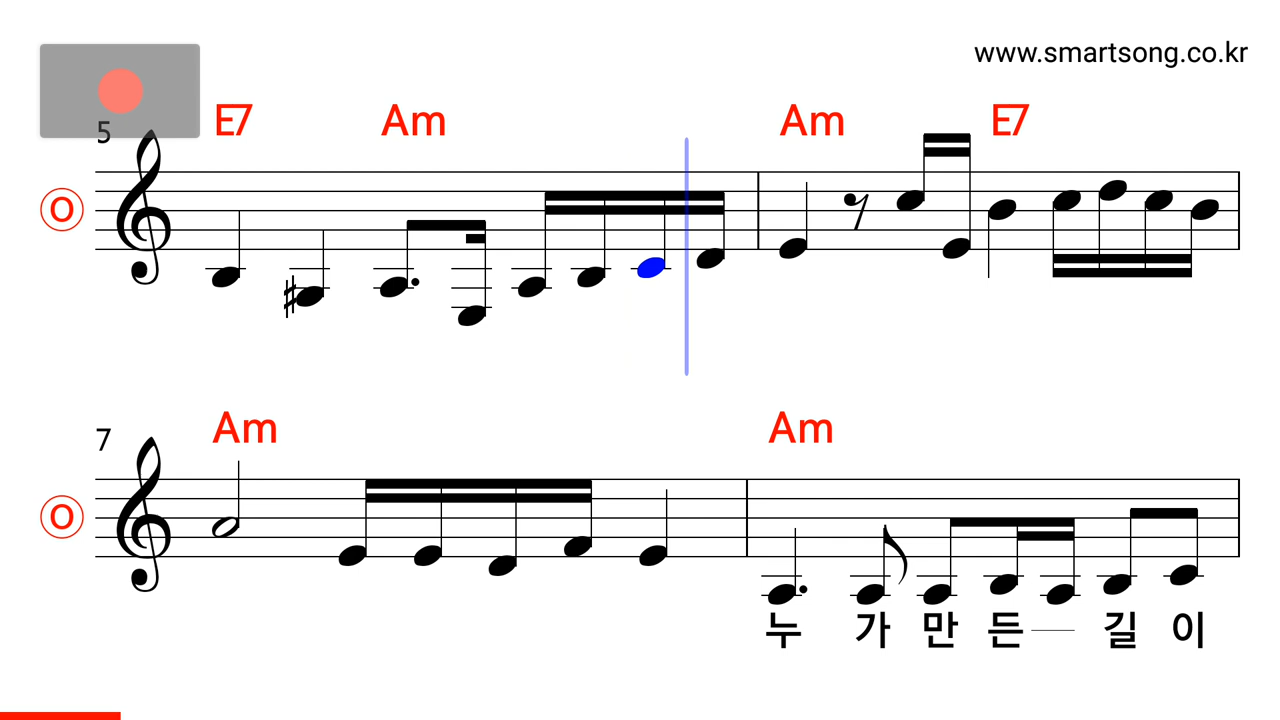 www.smartsong.co.kr
5 E7 Am Am E7
O
7 Am Am
O
누 가 만 든 길 이